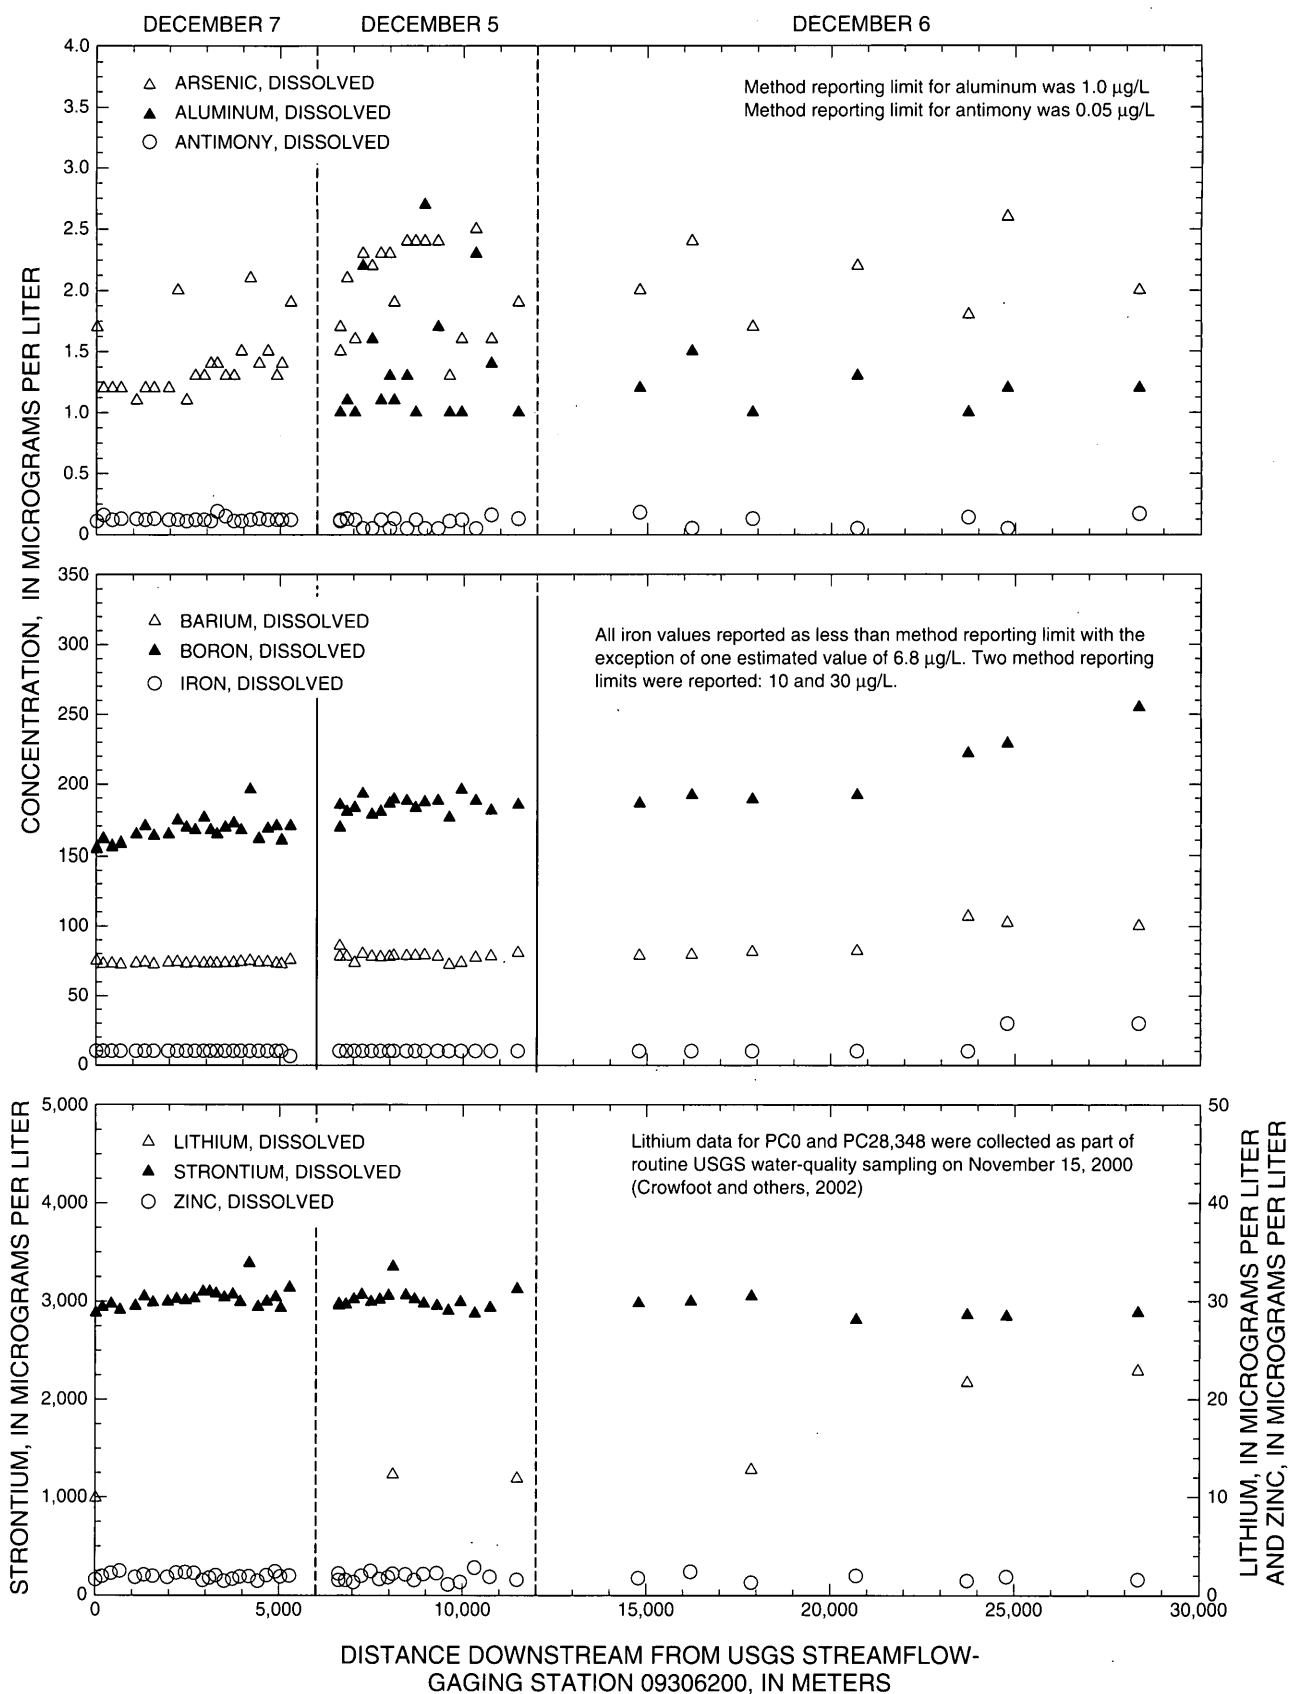 DECEMBER 7
DECEMBER 5
DECEMBER 6
4.0
3.5
3.0
2.5
2.0
1.5
1.0
0.5
0
ARSENIC, DISSOLVED
ALUMINUM, DISSOLVED
ANTIMONY, DISSOLVED
Method reporting limit for aluminum was 1.0 µg/L
Method reporting limit for antimony was 0.05 µg/L
CONCENTRATION, IN MICROGRAMS PER LITER
350
300
250
200
150
100
50
0
BARIUM, DISSOLVED
BORON, DISSOLVED
IRON, DISSOLVED
All iron values reported as less than method reporting limit with the
exception of one estimated value of 6.8 µg/L. Two method reporting
limits were reported: 10 and 30 µg/L.
STRONTIUM, IN MICROGRAMS PER LITER
5,000
4,000
3,000
2,000
1,000
0
LITHIUM, DISSOLVED
STRONTIUM, DISSOLVED
ZINC, DISSOLVED
Lithium data for PC0 and PC28,348 were collected as part of
routine USGS water-quality sampling on November 15, 2000
(Crowfoot and others, 2002)
50
40
30
20
10
0
LITHIUM, IN MICROGRAMS PER LITER
AND ZINC, IN MICROGRAMS PER LITER
0
5,000
10,000
15,000
20,000
25,000
30,000
DISTANCE DOWNSTREAM FROM USGS STREAMFLOW-
GAGING STATION 09306200, IN METERS